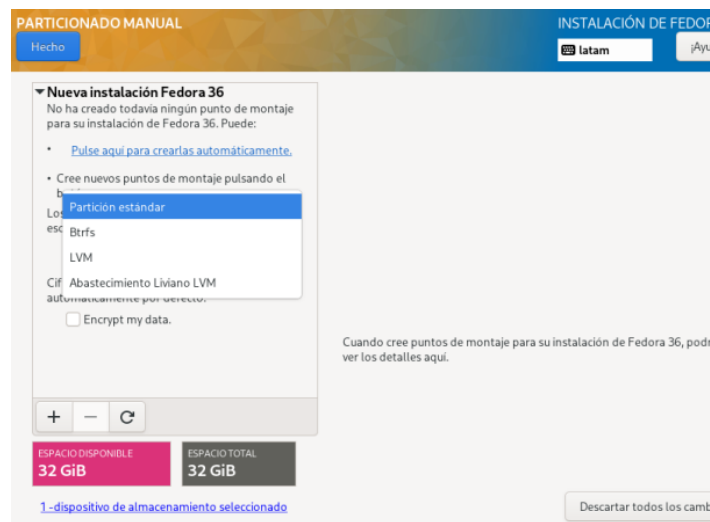 PARTICIONADO MANUAL
INSTALACIÓN DE FEDOR
Hecho
latam
¡Ayu
Nueva instalación Fedora 36
No ha creado todavía ningún punto de montaje
para su instalación de Fedora 36. Puede:
• Pulse aquí para crearlas automáticamente.
• Cree nuevos puntos de montaje pulsando el
Partición estándar
Btrfs
LVM
Cif
Abastecimiento Liviano LVM
automáticamente por defecto.
Encrypt my data.
Cuando cree puntos de montaje para su instalación de Fedora 36, podr
ver los detalles aquí.
+ − C
ESPACIO DISPONIBLE
32 GiB
ESPACIO TOTAL
32 GiB
1-dispositivo de almacenamiento seleccionado
Descartar todos los camb